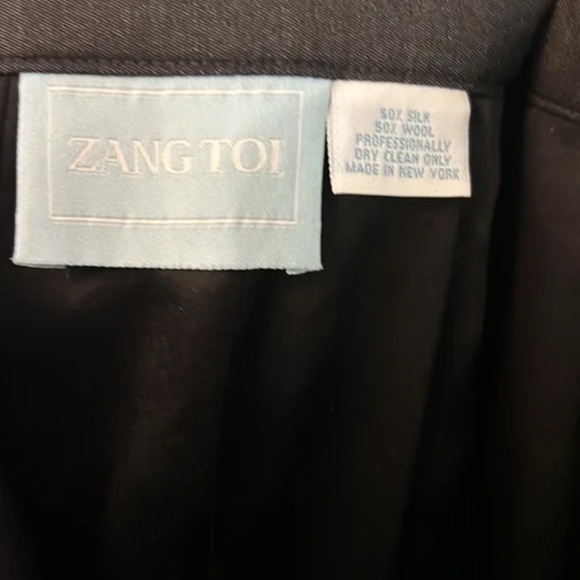 ZANG TOI
50% SILK
50% WOOL
PROFESSIONALLY
DRY CLEAN ONLY
MADE IN NEW YORK